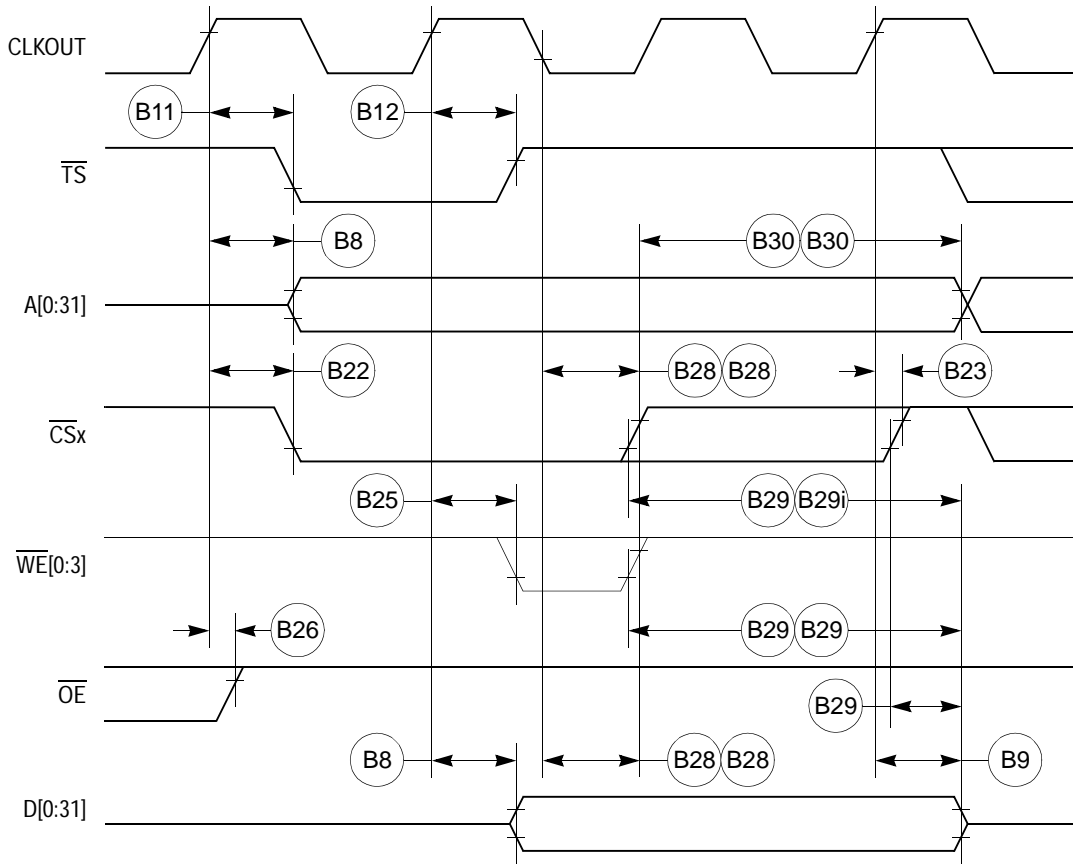 CLKOUT
B11
B12
TS
B8
B30 B30
A[0:31]
B22
B28 B28
B23
CSx
B25
B29 B29i
WE[0:3]
B26
B29 B29
OE
B29
B8
B28 B28
B9
D[0:31]